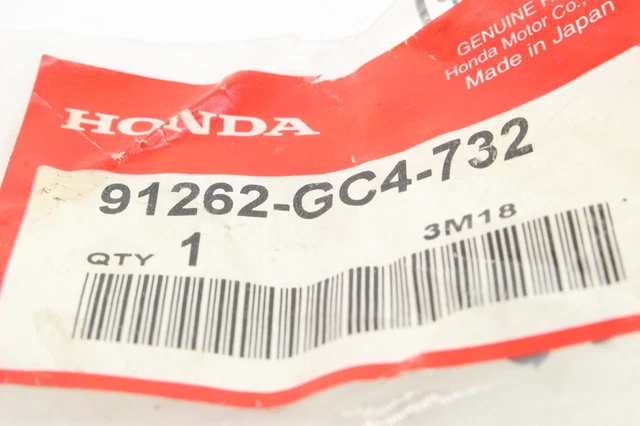 GENUINE
Honda Motor Co.,
Made in Japan
HONDA
91262-GC4-732
3M18
QTY 1